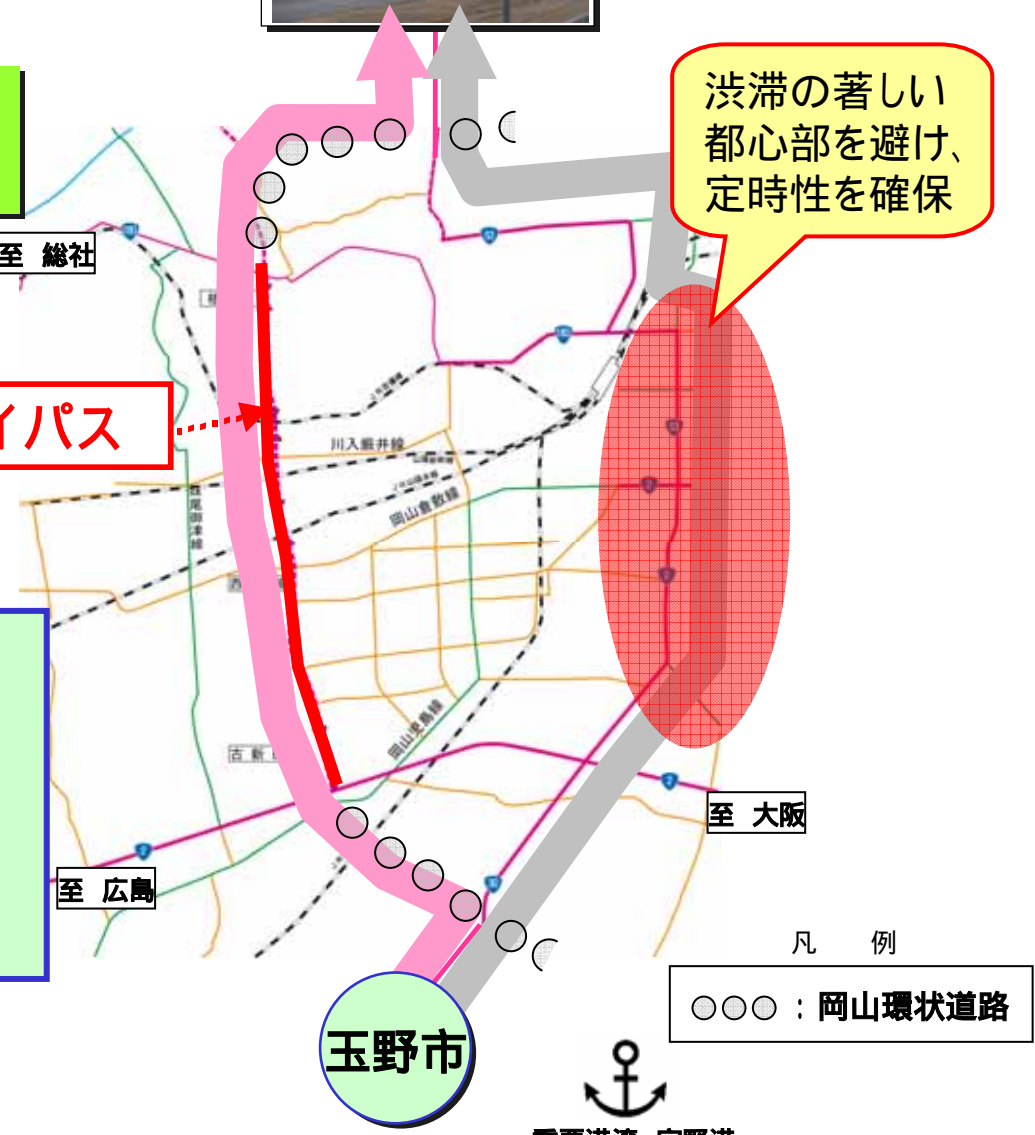 渋滞の著しい
都心部を避け、
定時性を確保
至 総社
イパス
川入巌井線
岡山倉敷線
岡山児島線
至 大阪
至 広島
凡 例
○○○ : 岡山環状道路
玉野市